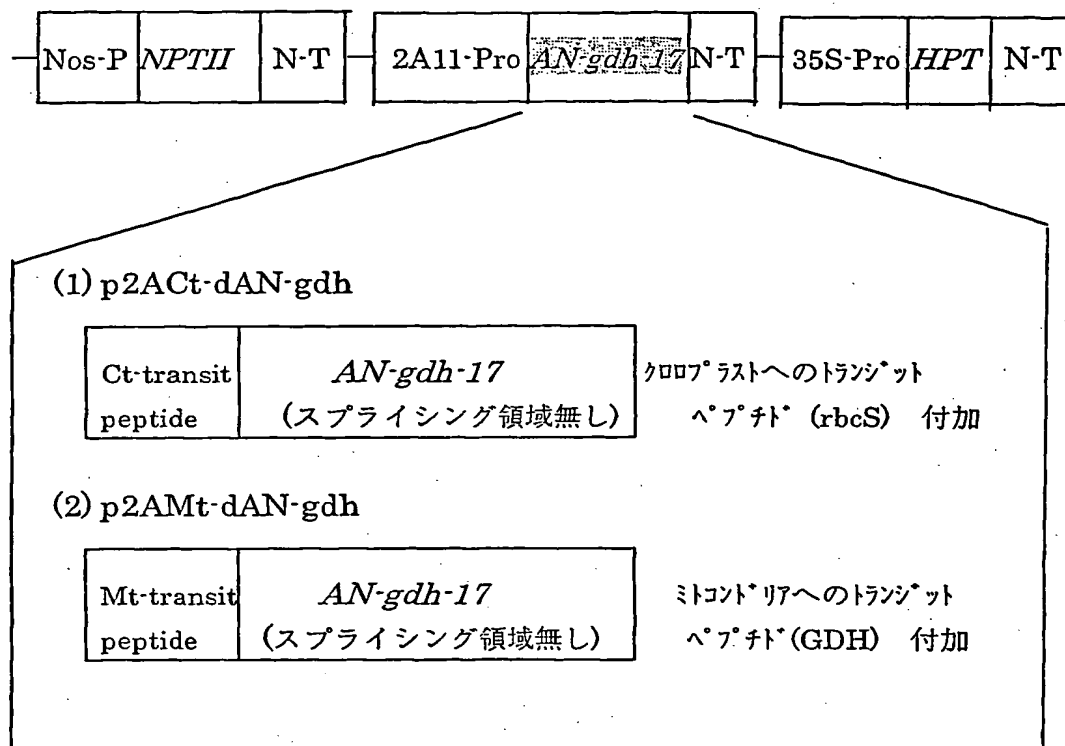 Nos-P NPTII N-T 2A11-Pro AN-gdh-17 N-T 35S-Pro HPT N-T
(1) p2ACt-dAN-gdh
Ct-transit AN-gdh-17 クロロプラストへのトランジット
peptide (スプライシング領域無し) ペプチド (rbcS) 付加
(2) p2AMt-dAN-gdh
Mt-transit AN-gdh-17 ミトコンドリアへのトランジット
peptide (スプライシング領域無し) ペプチド(GDH) 付加